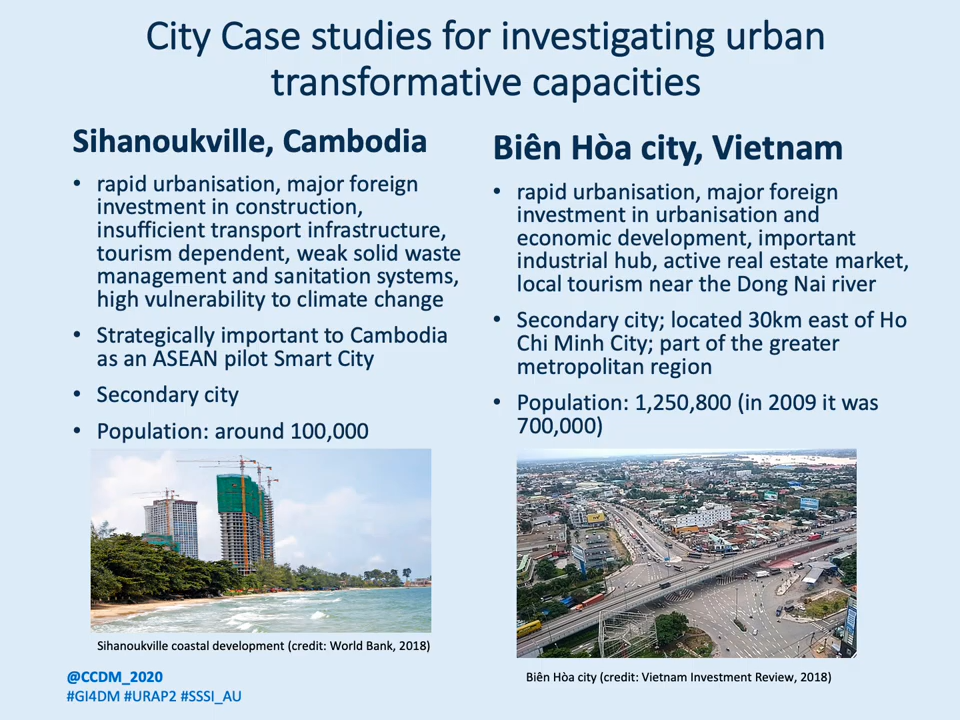 City Case studies for investigating urban
transformative capacities
Sihanoukville, Cambodia
• rapid urbanisation, major foreign
investment in construction,
insufficient transport infrastructure,
tourism dependent, weak solid waste
management and sanitation systems,
high vulnerability to climate change
• Strategically important to Cambodia
as an ASEAN pilot Smart City
• Secondary city
• Population: around 100,000
Sihanoukville coastal development (credit: World Bank, 2018)
Biên Hòa city, Vietnam
• rapid urbanisation, major foreign
investment in urbanisation and
economic development, important
industrial hub, active real estate market,
local tourism near the Dong Nai river
• Secondary city; located 30km east of Ho
Chi Minh City; part of the greater
metropolitan region
• Population: 1,250,800 (in 2009 it was
700,000)
Biên Hòa city (credit: Vietnam Investment Review, 2018)
@CCDM_2020
#GI4DM #URAP2 #SSSI_AU